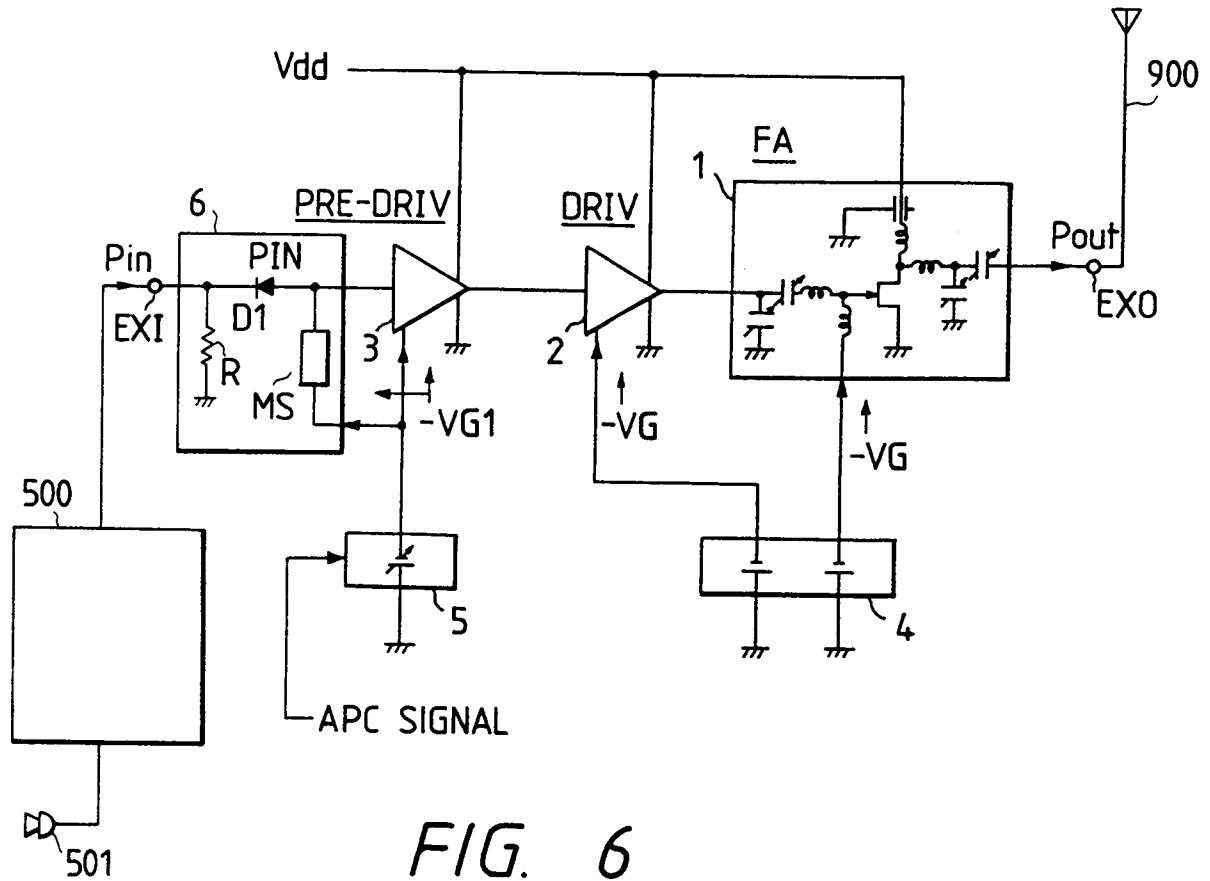 Vdd
900
FA
1
6
PRE-DRIV
DRIV
Pin
PIN
Pout
EXI
D1
R
MS
3
2
EXO
-VG1
-VG
-VG
500
5
4
APC SIGNAL
501
FIG. 6